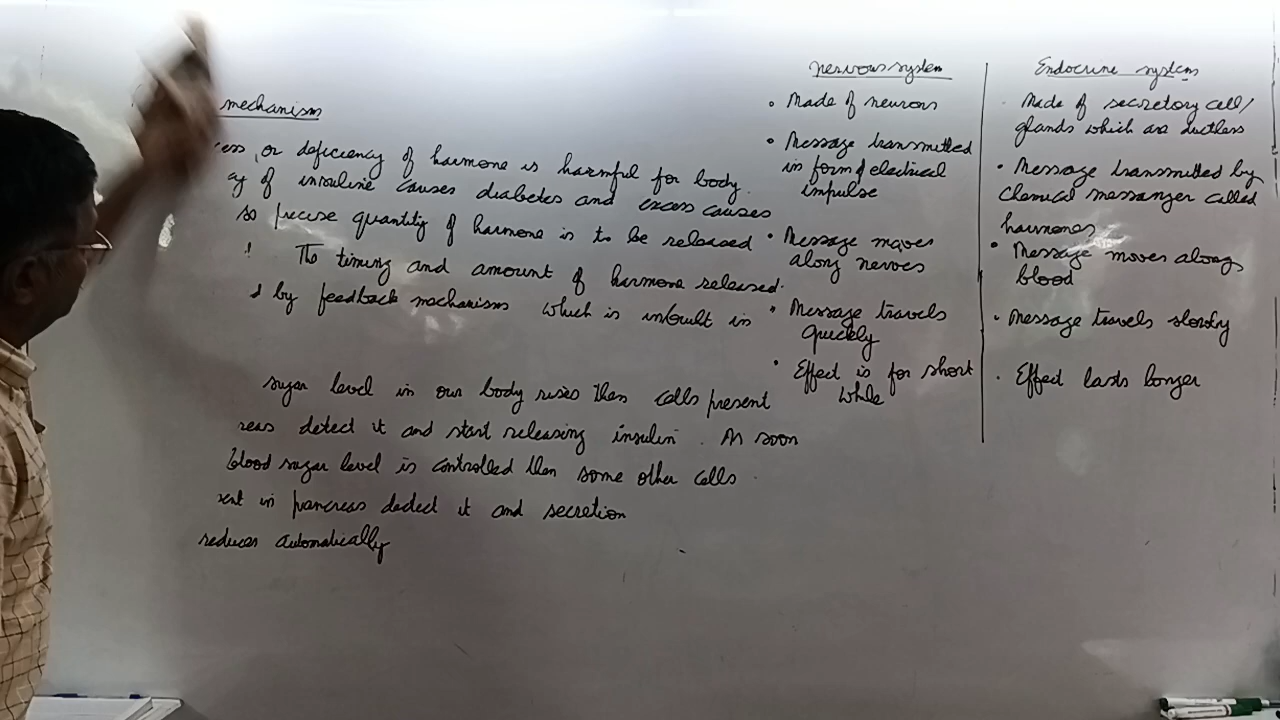 mechanism
or deficiency of harmone is harmful for body.
of insuline causes diabetes and excess causes
so precise quantity of harmone is to be released
The timing and amount of harmone released.
by feedback mechanisms which is inbuilt in
sugar level in our body rises then cells present
reas detect it and start releasing insulin. As soon
blood sugar level is controlled then some other cells.
in pancreas detect it and secretion
reduces automatically
Nervous system
• Made of neurons
• Message transmitted
in form of electrical
impulse
• Message moves
along nerves
• Message travels
quickly
• Effect is for short
while
Endocrine system
• Made of secretory cell/
glands which are ductless
• Message transmitted by
Chemical messanger called
harmones
• Message moves along
blood
• Message travels slowly
• Effect lasts longer